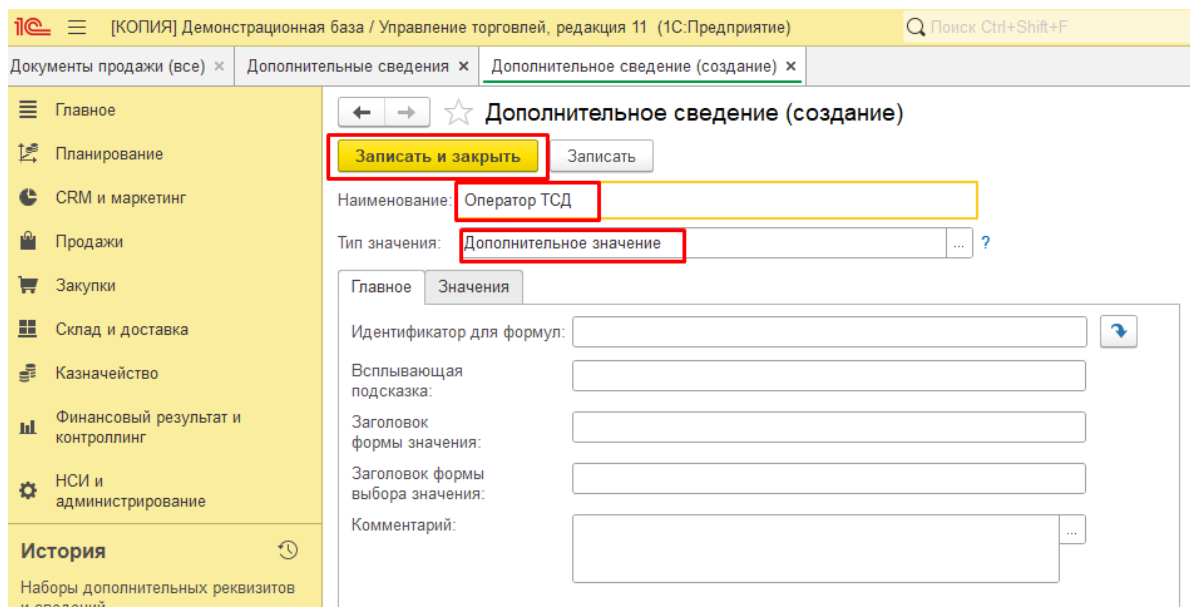 1С [КОПИЯ] Демонстрационная база / Управление торговлей, редакция 11 (1С:Предприятие) Поиск Ctrl+Shift+F
Документы продажи (все) × Дополнительные сведения × Дополнительное сведение (создание) ×
Главное
Планирование
CRM и маркетинг
Продажи
Закупки
Склад и доставка
Казначейство
Финансовый результат и
контроллинг
НСИ и
администрирование
История
Наборы дополнительных реквизитов
и сведений
Дополнительное сведение (создание)
Записать и закрыть Записать
Наименование: Оператор ТСД
Тип значения: Дополнительное значение ... ?
Главное Значения
Идентификатор для формул:
Всплывающая
подсказка:
Заголовок
формы значения:
Заголовок формы
выбора значения:
Комментарий: ...